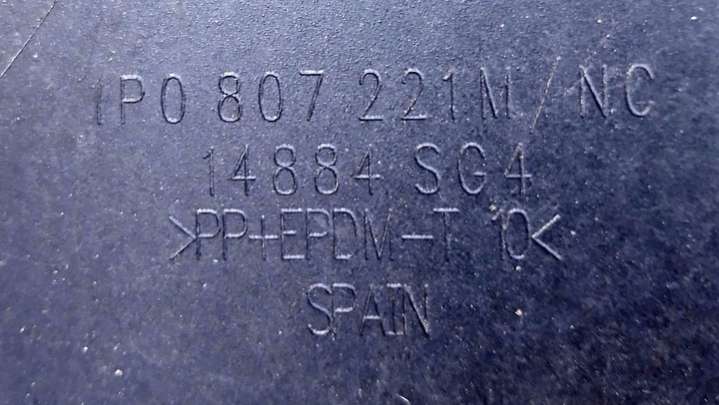 1P0 807 221M/NC
14884 SG4
>PP+EPDM-T 10<
SPAIN